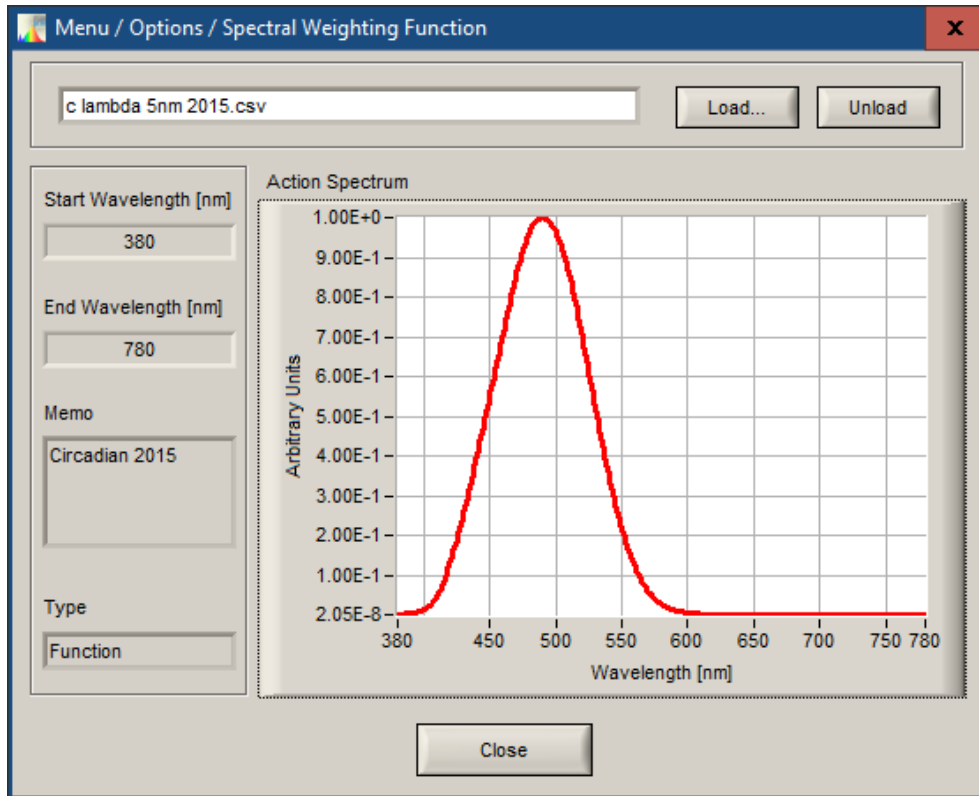 Menu / Options / Spectral Weighting Function
x
c lambda 5nm 2015.csv
Load...
Unload
Start Wavelength [nm]
380
End Wavelength [nm]
780
Memo
Circadian 2015
Type
Function
Action Spectrum
Arbitrary Units
1.00E+0
9.00E-1
8.00E-1
7.00E-1
6.00E-1
5.00E-1
4.00E-1
3.00E-1
2.00E-1
1.00E-1
2.05E-8
380 450 500 550 600 650 700 750 780
Wavelength [nm]
Close